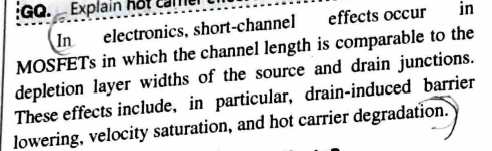 GQ. Explain hot
In electronics, short-channel effects occur in
MOSFETs in which the channel length is comparable to the
depletion layer widths of the source and drain junctions.
These effects include, in particular, drain-induced barrier
lowering, velocity saturation, and hot carrier degradation.